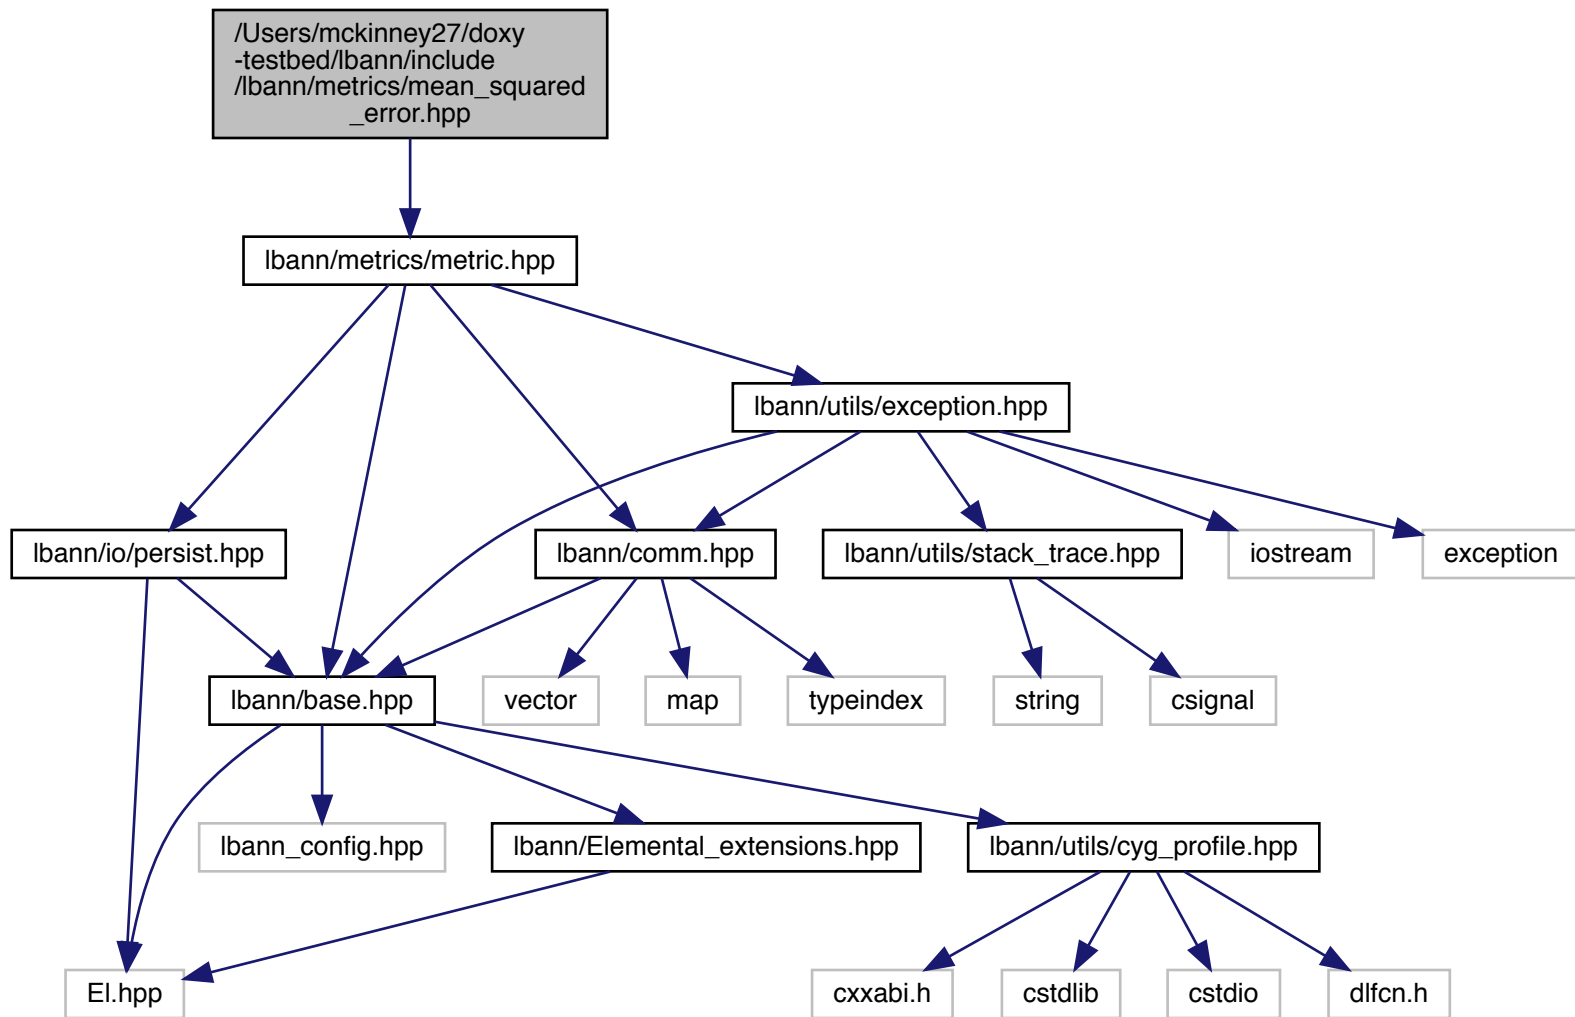 /Users/mckinney27/doxy
-testbed/lbann/include
/lbann/metrics/mean_squared
_error.hpp
lbann/metrics/metric.hpp
lbann/utils/exception.hpp
lbann/io/persist.hpp
lbann/comm.hpp
lbann/utils/stack_trace.hpp
iostream
exception
lbann/base.hpp
vector
map
typeindex
string
csignal
lbann_config.hpp
lbann/Elemental_extensions.hpp
lbann/utils/cyg_profile.hpp
El.hpp
cxxabi.h
cstdlib
cstdio
dlfcn.h